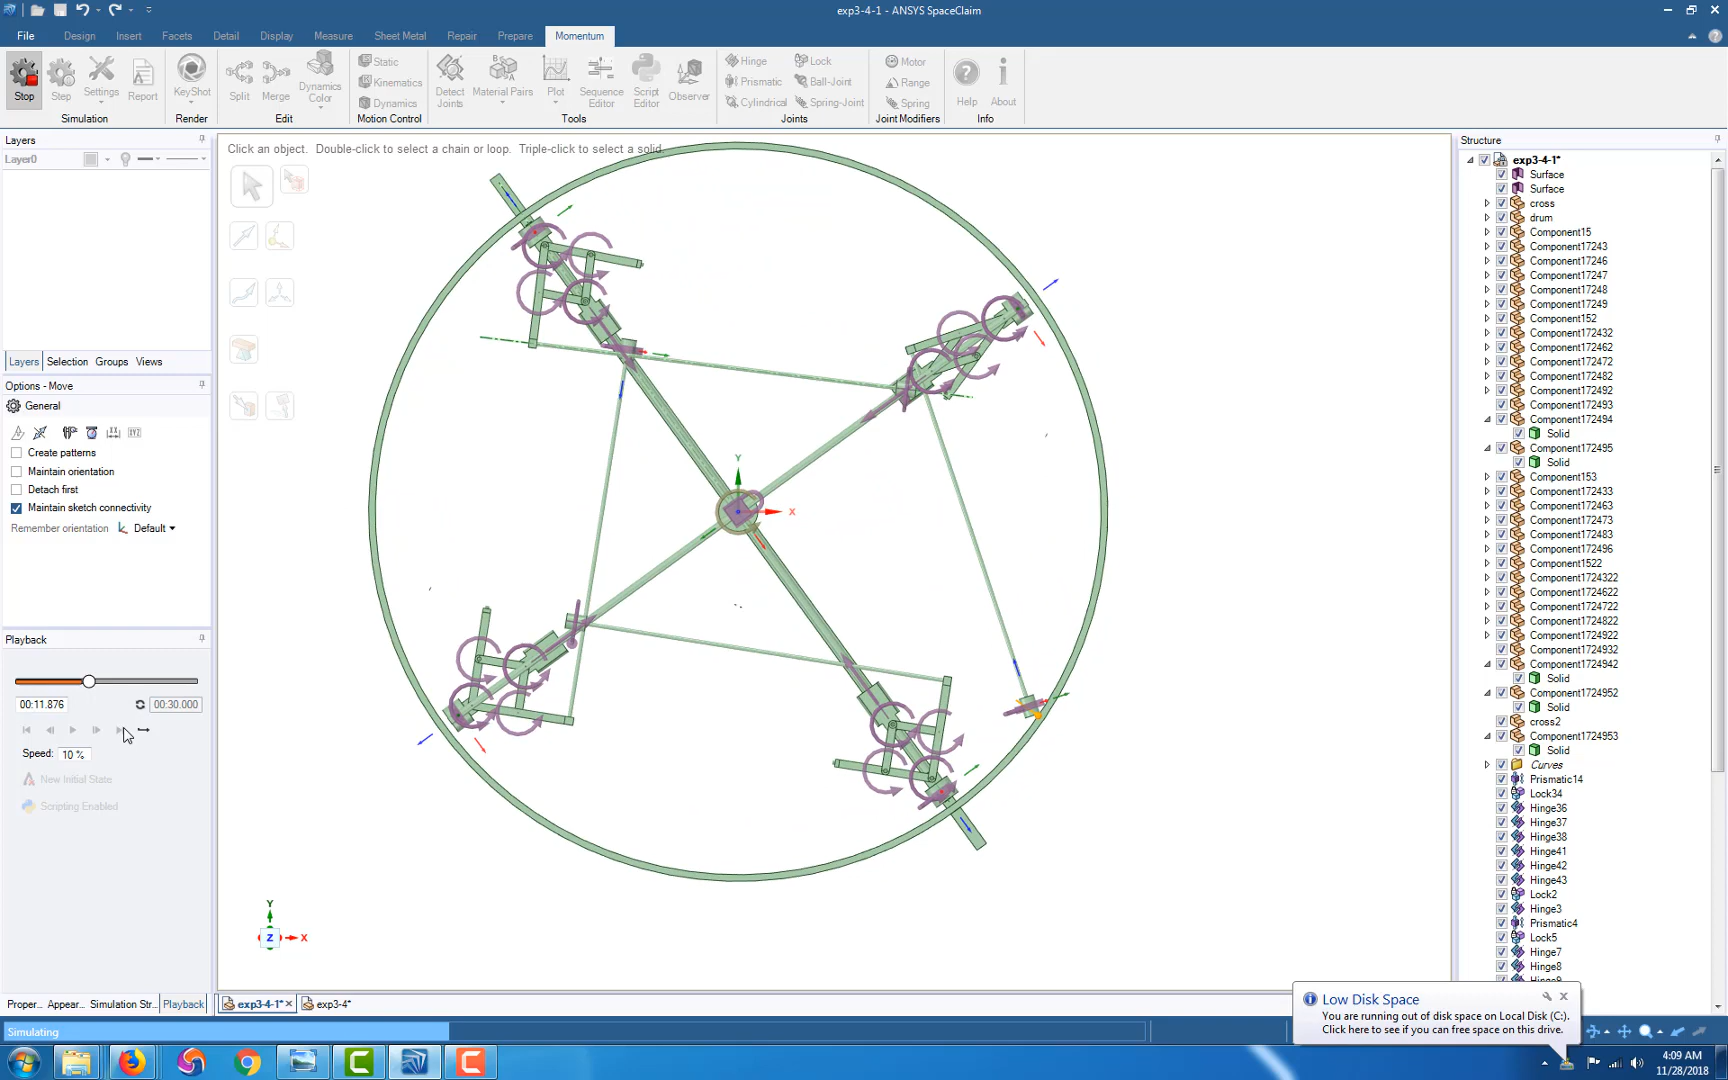 exp3-4-1 - ANSYS SpaceClaim
File Design Insert Facets Detail Display Measure Sheet Metal Repair Prepare Momentum
Stop Step Settings Report
Simulation
KeyShot
Render
Split Merge Dynamics Color
Edit
Static
Kinematics
Dynamics
Motion Control
Detect Joints Material Pairs Plot Sequence Editor Script Editor Observer
Tools
Hinge Lock
Prismatic Ball-Joint
Cylindrical Spring-Joint
Joints
Motor
Range
Spring
Joint Modifiers
Help About
Info
Layers
Layer0
Layers Selection Groups Views
Options - Move
General
Create patterns
Maintain orientation
Detach first
Maintain sketch connectivity
Remember orientation Default
Playback
00:11.876 00:30.000
Speed: 10 %
New Initial State
Scripting Enabled
Proper... Appear... Simulation Str... Playback
Click an object. Double-click to select a chain or loop. Triple-click to select a solid.
Y
X
Y
Z X
exp3-4-1* exp3-4*
Structure
exp3-4-1*
Surface
Surface
cross
drum
Component15
Component17243
Component17246
Component17247
Component17248
Component17249
Component152
Component172432
Component172462
Component172472
Component172482
Component172492
Component172493
Component172494
Solid
Component172495
Solid
Component153
Component172433
Component172463
Component172473
Component172483
Component172496
Component1522
Component1724322
Component1724622
Component1724722
Component1724822
Component1724922
Component1724932
Component1724942
Solid
Component1724952
Solid
cross2
Component1724953
Solid
Curves
Prismatic14
Lock34
Hinge36
Hinge37
Hinge38
Hinge41
Hinge42
Hinge43
Lock2
Hinge3
Prismatic4
Lock5
Hinge7
Hinge8
Low Disk Space
You are running out of disk space on Local Disk (C:).
Click here to see if you can free space on this drive.
Simulating
4:09 AM
11/28/2018